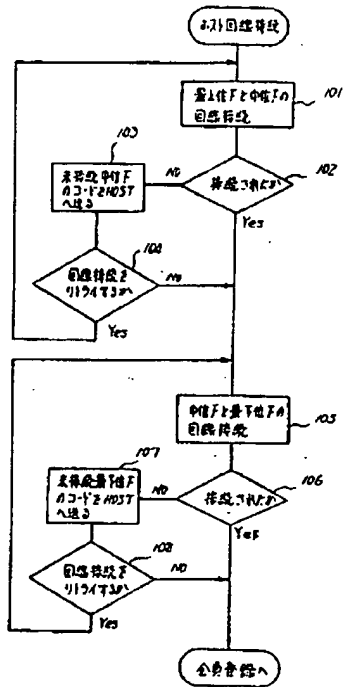 ホスト回線接続
101
最上位Fと中位Fの
回線接続
103
102
未接続中位F
のコードをHOST
へ送る
NO
接続されたか
Yes
104
回線接続を
リトライするか
NO
Yes
105
中位Fと最下位Fの
回線接続
107
106
未接続最下位F
のコードをHOST
へ送る
NO
接続されたか
Yes
108
回線接続を
リトライするか
NO
Yes
全員登録へ